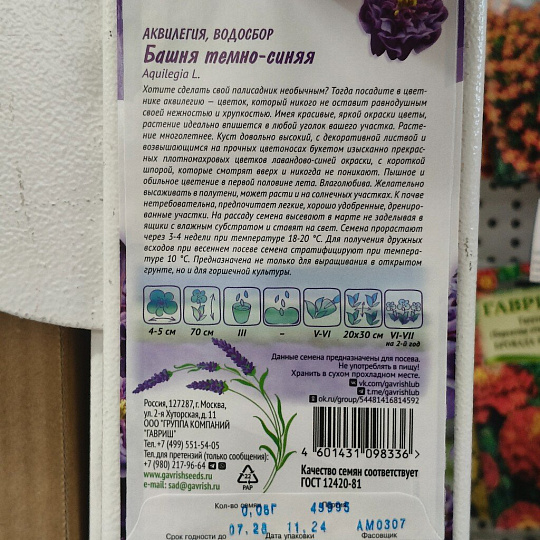 АКВИЛЕГИЯ, ВОДОСБОР
Башня темно-синяя
Aquilegia L.
Хотите сделать свой палисадник необычным? Тогда посадите в цвет-
нике аквилегию — цветок, который никого не оставит равнодушным
своей нежностью и хрупкостью. Имея красивые, яркой окраски цветы,
растение идеально впишется в любой уголок вашего участка. Расте-
ние многолетнее. Куст довольно высокий, с декоративной листвой и
возвышающимся на прочных цветоносах букетом изысканно прекрас-
ных плотномахровых цветков лавандово-синей окраски, с короткой
шпорой, которые смотрят вверх и никогда не поникают. Пышное и
обильное цветение в первой половине лета. Влаголюбива. Желательно
высаживать в полутени, может расти и на солнечных участках. К почве
нетребовательна, предпочитает легкие, хорошо удобренные, дрениро-
ванные участки. На рассаду семена высевают в марте не заделывая в
ящики с влажным субстратом и ставят на свет. Семена прорастают
через 3-4 недели при температуре 18-20 °C. Для получения дружных
всходов при весеннем посеве семена стратифицируют при темпера-
туре 10 °C. Предназначена не только для выращивания в открытом
грунте, но и для горшечной культуры.
4-5 см 70 см III – V-VI 20х30 см VI-VII
на 2-й год
Данные семена предназначены для посева.
Не употреблять в пищу!
Хранить в сухом прохладном месте.
vk.com/gavrishlub
t.me/gavrishlub
ok.ru/group/54481416814592
Россия, 127287, г. Москва,
ул. 2-я Хуторская, д. 11
ООО "ГРУППА КОМПАНИЙ
"ГАВРИШ"
Тел. +7 (499) 551-54-05
Тел. для претензий (только сообщения)
+7 (980) 217-96-64
www.gavrishseeds.ru
e-mail: sad@gavrish.ru
22
PAP
4 601431 098336 >
Качество семян соответствует
ГОСТ 12420-81
Кол-во
0,05г
07.28 11.24 АМ0307
Срок годности до Дата упаковки Фасовщик
ГАВРИ